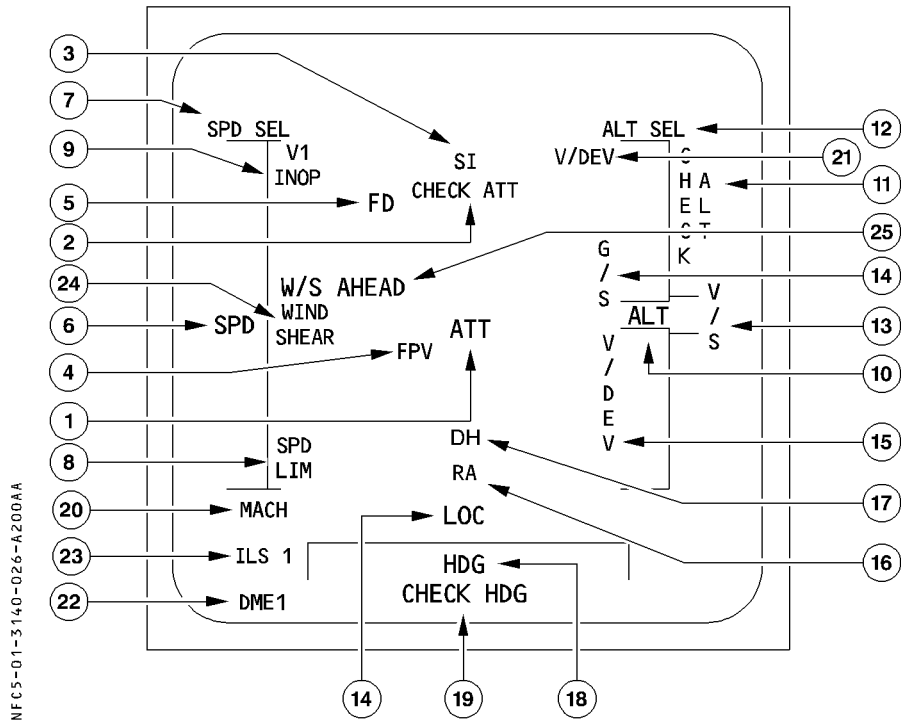 3
7
SPD SEL
ALT SEL
12
V1
9
INOP
SI
V/DEV
21
CHECK ALT
11
5
FD
CHECK ATT
2
25
24
W/S AHEAD
G/S
14
WIND
SHEAR
6
SPD
ATT
ALT
V/S
13
4
FPV
10
V/DEV
1
DH
15
8
SPD
LIM
RA
17
20
MACH
LOC
14
23
ILS 1
16
HDG
22
DME1
CHECK HDG
19
18
NFC5-01-3140-026-A200AA